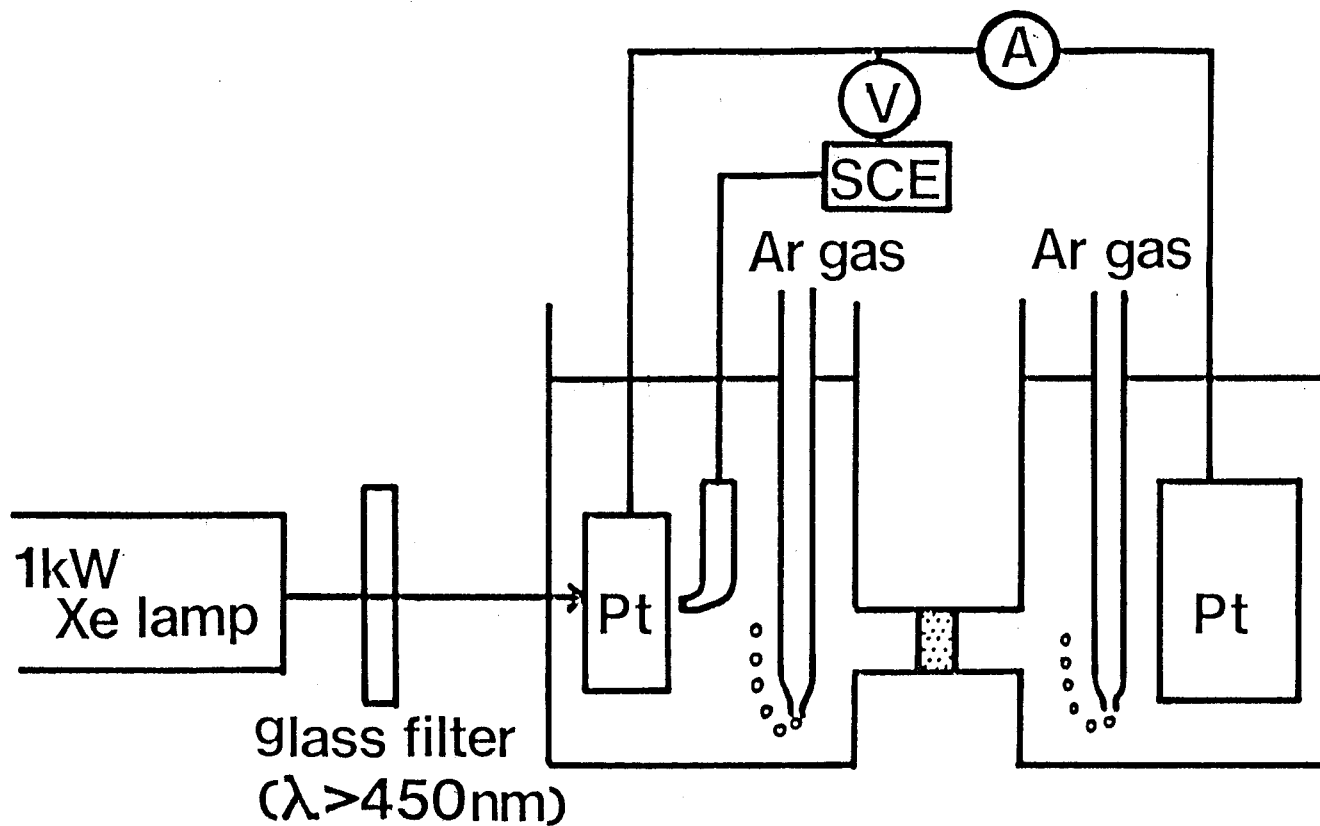 A
V
SCE
Ar gas
Ar gas
1kW
Xe lamp
Pt
Pt
glass filter
(λ>450nm)